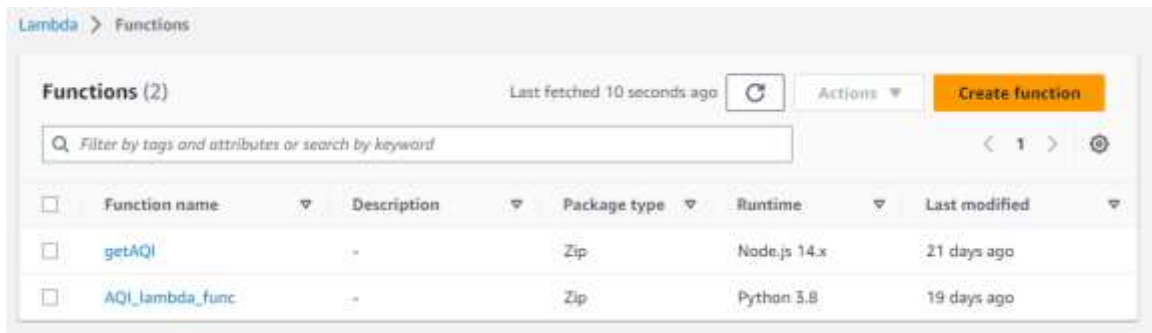 Lambda > Functions
Functions (2) Last fetched 10 seconds ago Actions Create function
Filter by tags and attributes or search by keyword < 1 >
Function name Description Package type Runtime Last modified
getAQI - Zip Node.js 14.x 21 days ago
AQI_lambda_func - Zip Python 3.8 19 days ago